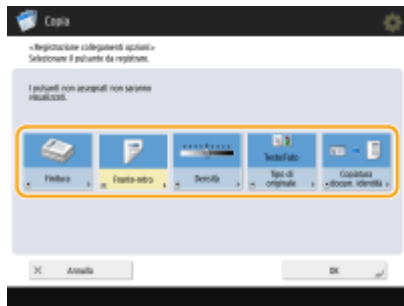 Copia
<Registrazione collegamenti opzioni>
Selezionare il pulsante da registrare.
I pulsanti non assegnati non saranno
visualizzati.
Finitura
Fronte-retro
Densità
Testo/Foto
Tipo di
originale
Copiatura
docum. identità
Annulla
OK